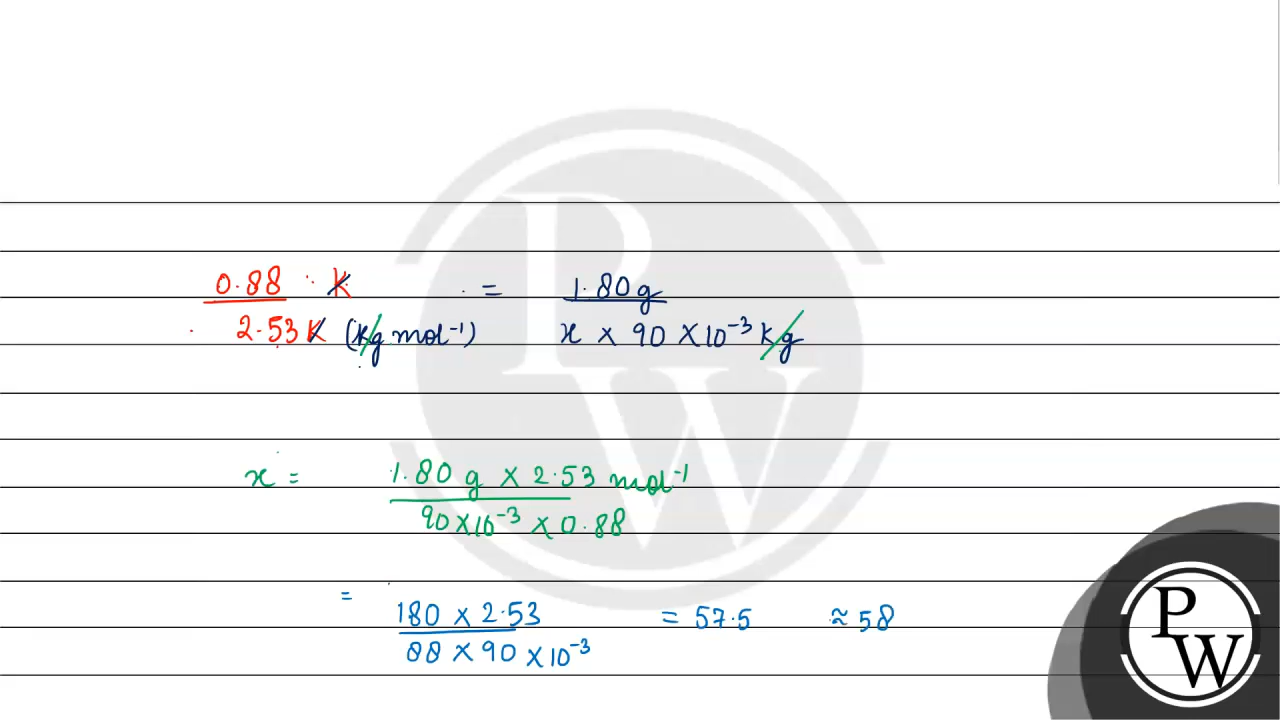 0.88 K = 1.80 g
2.53 K (kg mol⁻¹) x × 90 × 10⁻³ kg
x = 1.80 g × 2.53 mol⁻¹
90 × 10⁻³ × 0.88
= 180 × 2.53 = 57.5 ≈ 58
88 × 90 × 10⁻³
P
W
P
W